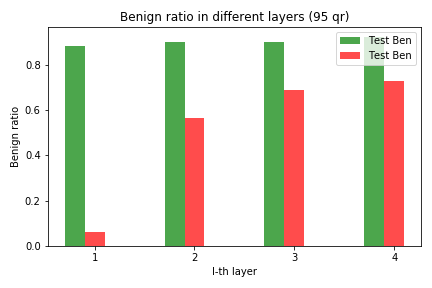 Benign ratio in different layers (95 qr)
Test Ben
Test Ben
Benign ratio
0.8
0.6
0.4
0.2
0.0
1 2 3 4
l-th layer